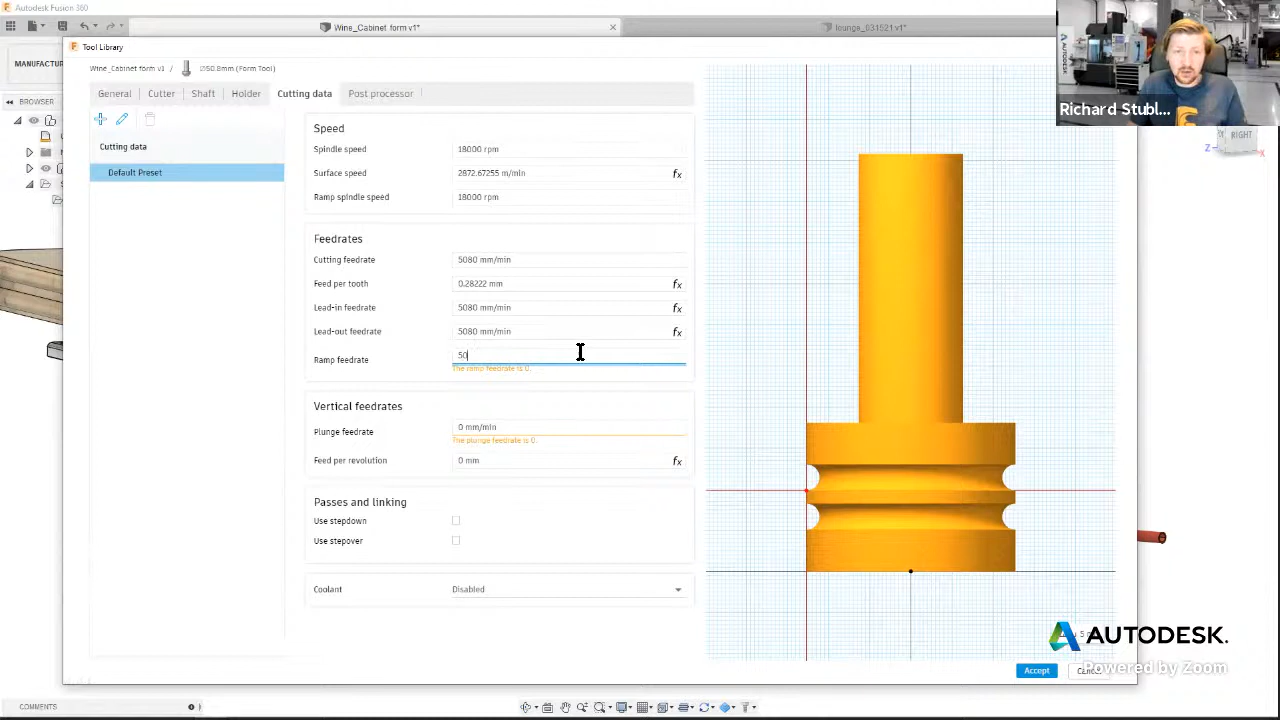 Autodesk Fusion 360
Wine_Cabinet form v1*
lounge_031521 v1*
MANUFAC
Tool Library
Wine_Cabinet form v1 / Ø50.8mm (Form Tool)
BROWSER
General
Cutter
Shaft
Holder
Cutting data
Post processor
Cutting data
Default Preset
Speed
Spindle speed 18000 rpm
Surface speed 2872.67255 m/min fx
Ramp spindle speed 18000 rpm
Feedrates
Cutting feedrate 5080 mm/min
Feed per tooth 0.28222 mm fx
Lead-in feedrate 5080 mm/min fx
Lead-out feedrate 5080 mm/min fx
Ramp feedrate 50
The ramp feedrate is 0.
Vertical feedrates
Plunge feedrate 0 mm/min
The plunge feedrate is 0.
Feed per revolution 0 mm fx
Passes and linking
Use stepdown
Use stepover
Coolant Disabled
Richard Stubl...
RIGHT
Z
X
AUTODESK.
Powered by Zoom
Accept
Cancel
COMMENTS